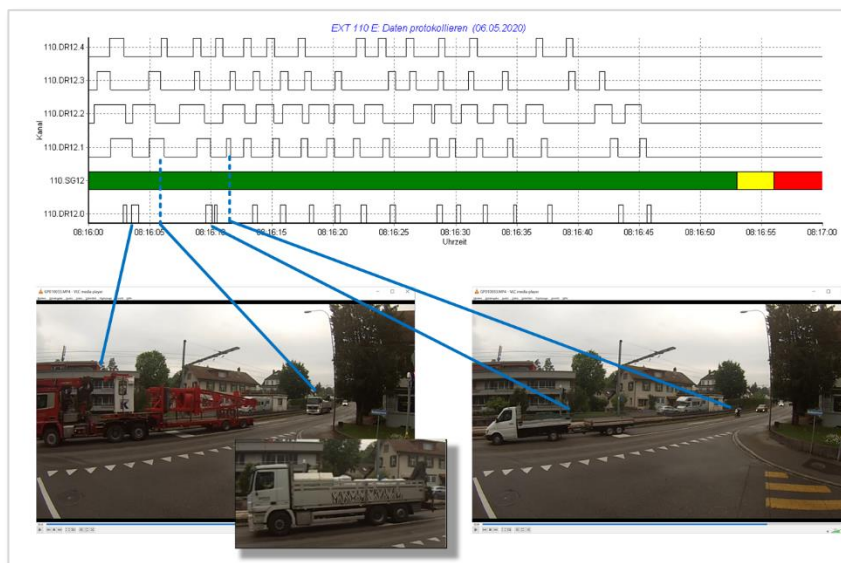 EXT 110 E: Daten protokollieren (06.05.2020)
Kanal
110.DR12.4
110.DR12.3
110.DR12.2
110.DR12.1
110.SG12
110.DR12.0
08:16:00 08:16:05 08:16:10 08:16:15 08:16:20 08:16:25 08:16:30 08:16:35 08:16:40 08:16:45 08:16:50 08:16:55 08:17:00
Uhrzeit
VLC media player
VLC media player
K